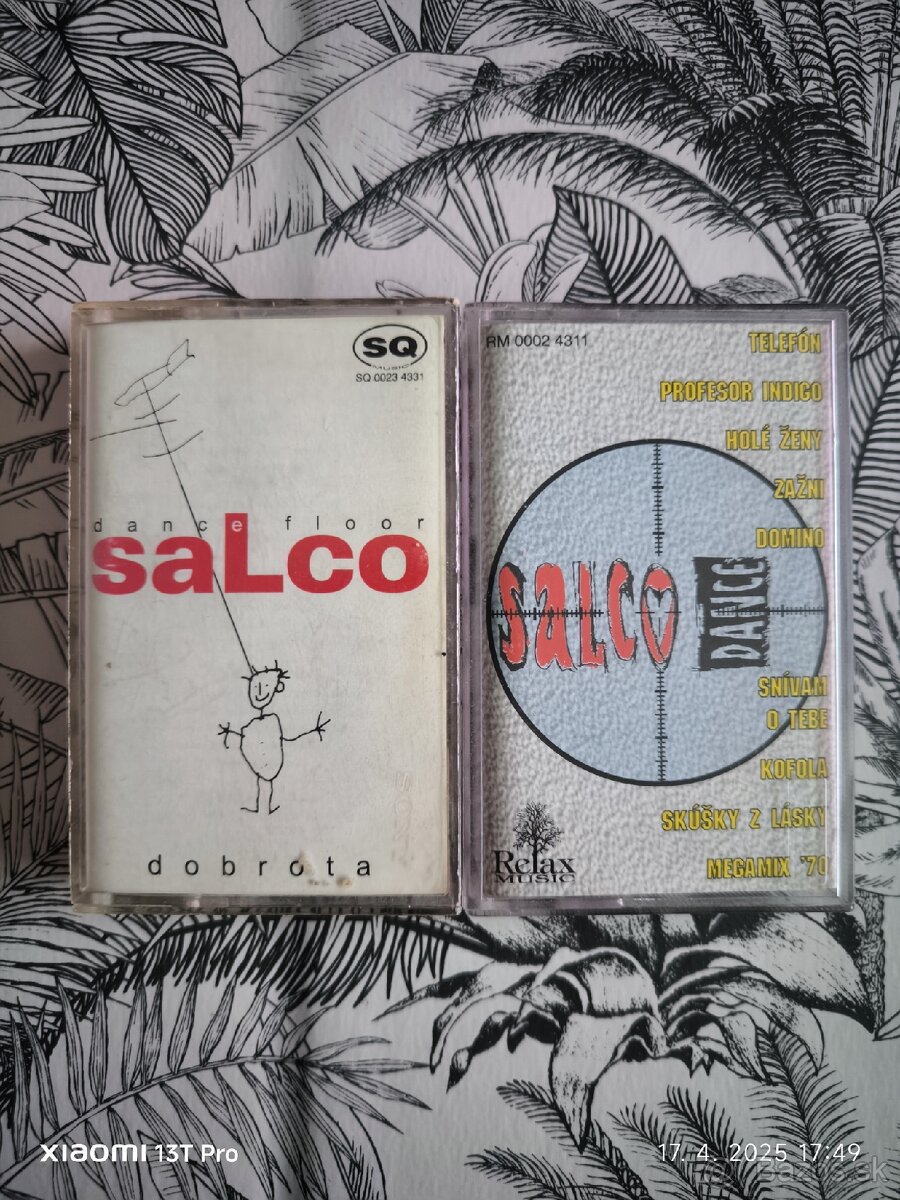 SQ
MUSIC
SQ 0023 4331
dance floor
saLco
dobrota
RM 0002 4311
TELEFÓN
PROFESOR INDIGO
HOLÉ ŽENY
ZAŽNI
DOMINO
SALCO
DANCE
SNÍVAM
O TEBE
KOFOLA
SKÚŠKY Z LÁSKY
MEGAMIX '70
Relax
MUSIC
XIAOMI 13T Pro
17. 4. 2025 17:49